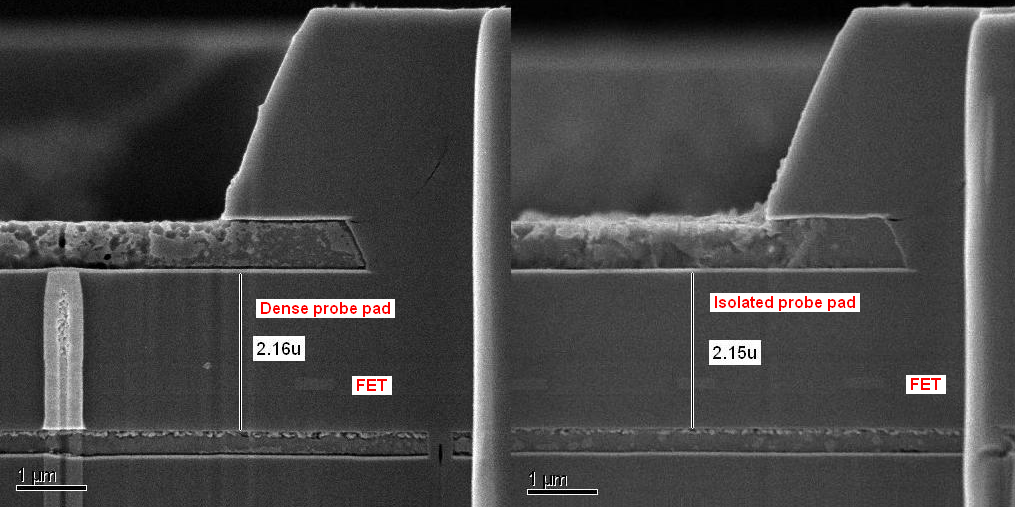 Dense probe pad
2.16u
FET
1 μm
Isolated probe pad
2.15u
FET
1 μm